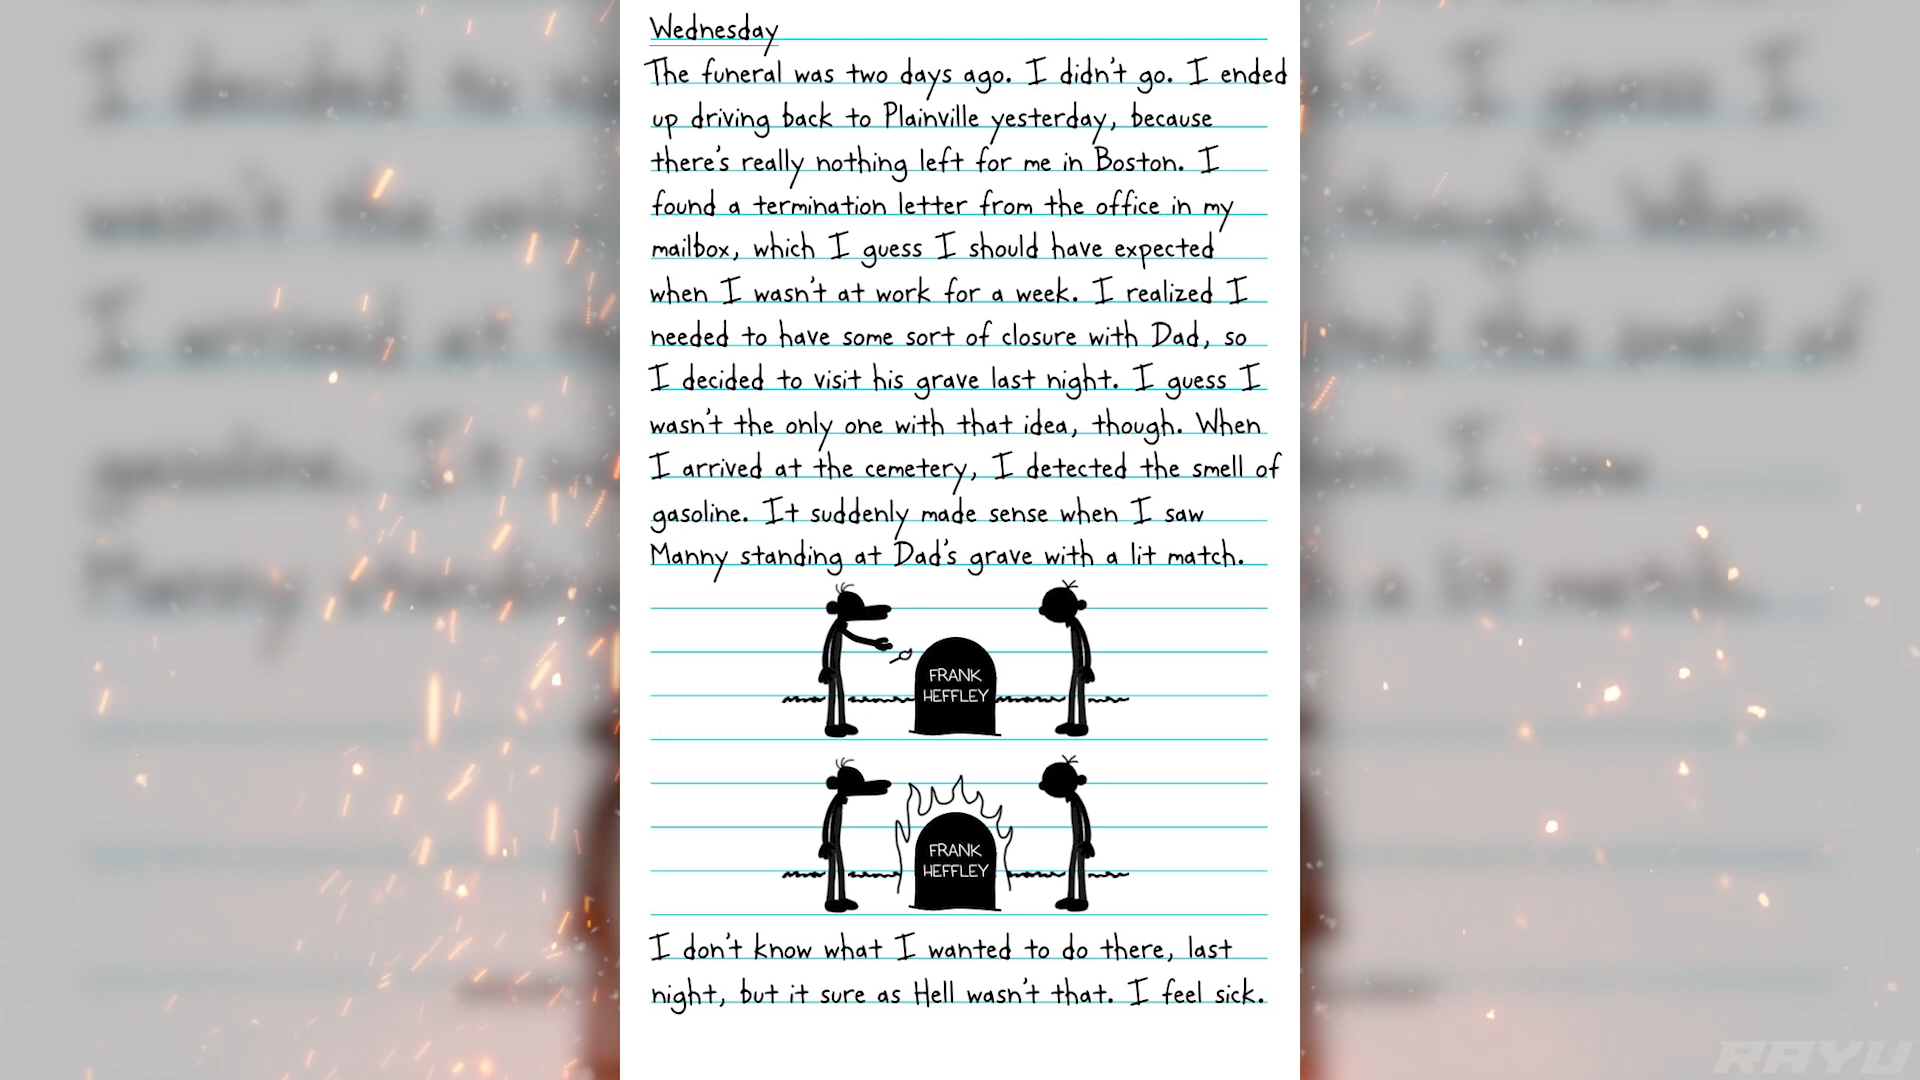 Wednesday
The funeral was two days ago. I didn't go. I ended
up driving back to Plainville yesterday, because
there's really nothing left for me in Boston. I
found a termination letter from the office in my
mailbox, which I guess I should have expected
when I wasn't at work for a week. I realized I
needed to have some sort of closure with Dad, so
I decided to visit his grave last night. I guess I
wasn't the only one with that idea, though. When
I arrived at the cemetery, I detected the smell of
gasoline. It suddenly made sense when I saw
Manny standing at Dad's grave with a lit match.
FRANK
HEFFLEY
FRANK
HEFFLEY
I don't know what I wanted to do there, last
night, but it sure as Hell wasn't that. I feel sick.
RAYU